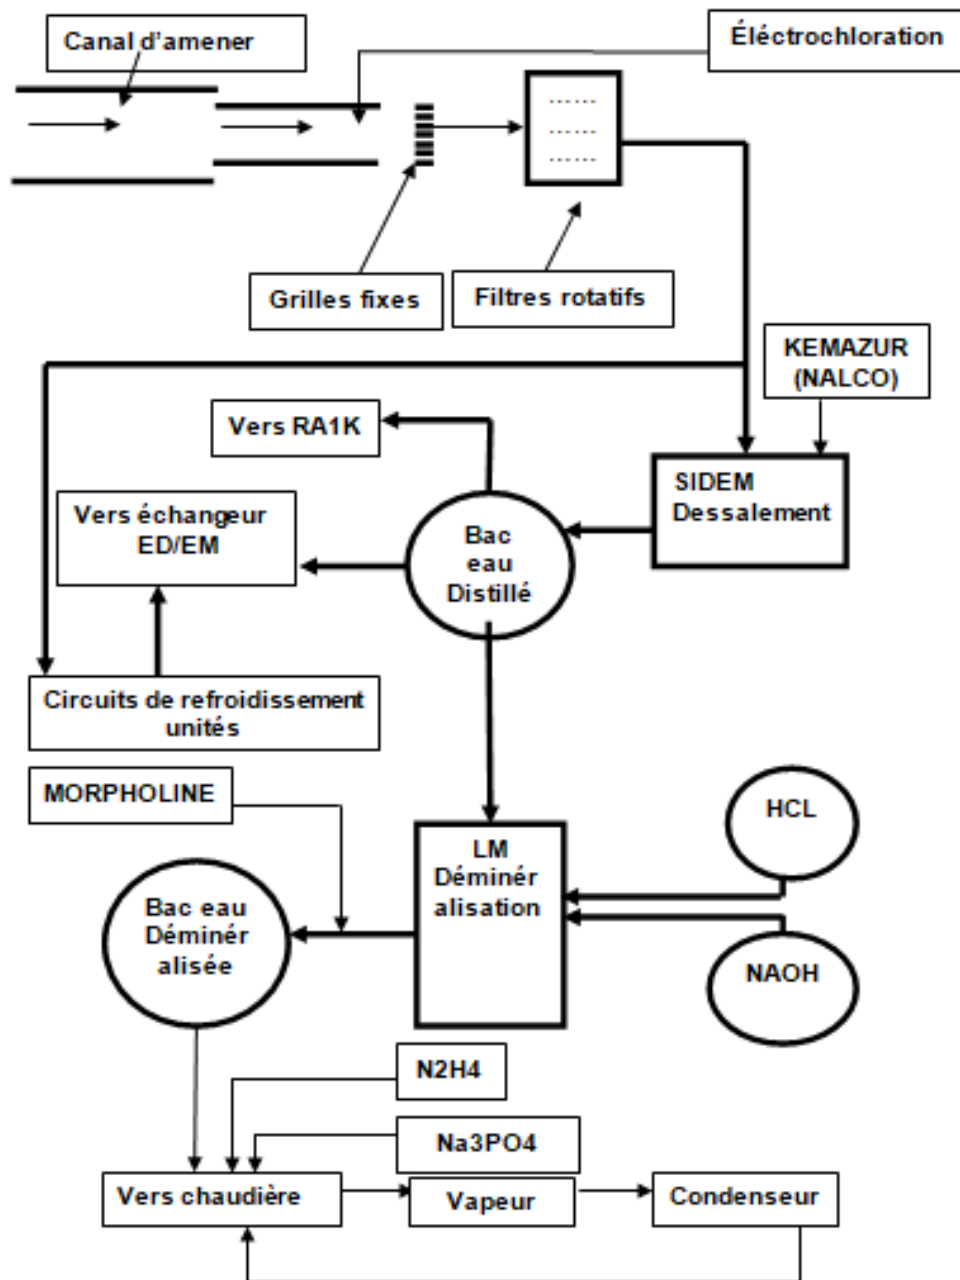 Canal d'amener
Éléctrochloration
Grilles fixes
Filtres rotatifs
KEMAZUR
(NALCO)
Vers RA1K
SIDEM
Dessalement
Vers échangeur
ED/EM
Bac
eau
Distillé
Circuits de refroidissement
unités
MORPHOLINE
HCL
LM
Déminér
alisation
Bac eau
Déminér
alisée
NAOH
N2H4
Na3PO4
Vers chaudière
Vapeur
Condenseur